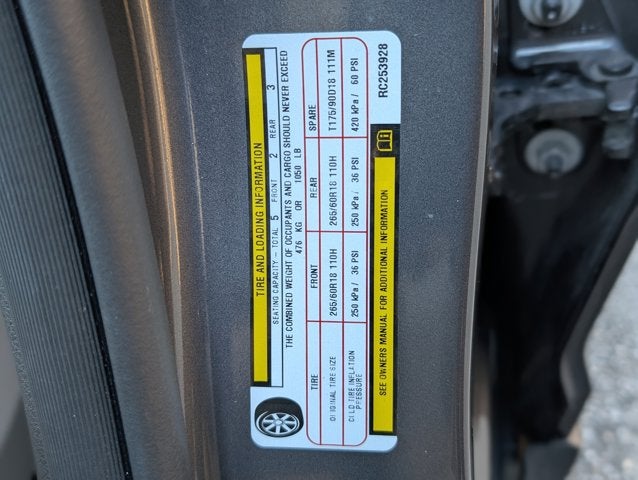 TIRE AND LOADING INFORMATION
SEATING CAPACITY - TOTAL 5 FRONT 2 REAR 3
THE COMBINED WEIGHT OF OCCUPANTS AND CARGO SHOULD NEVER EXCEED
476 KG OR 1050 LB
TIRE FRONT REAR SPARE
ORIGINAL TIRE SIZE 265/60R18 110H 265/60R18 110H T175/90D18 111M
COLD TIRE INFLATION PRESSURE 250 kPa / 36 PSI 250 kPa / 36 PSI 420 kPa / 60 PSI
SEE OWNERS MANUAL FOR ADDITIONAL INFORMATION
RC253928